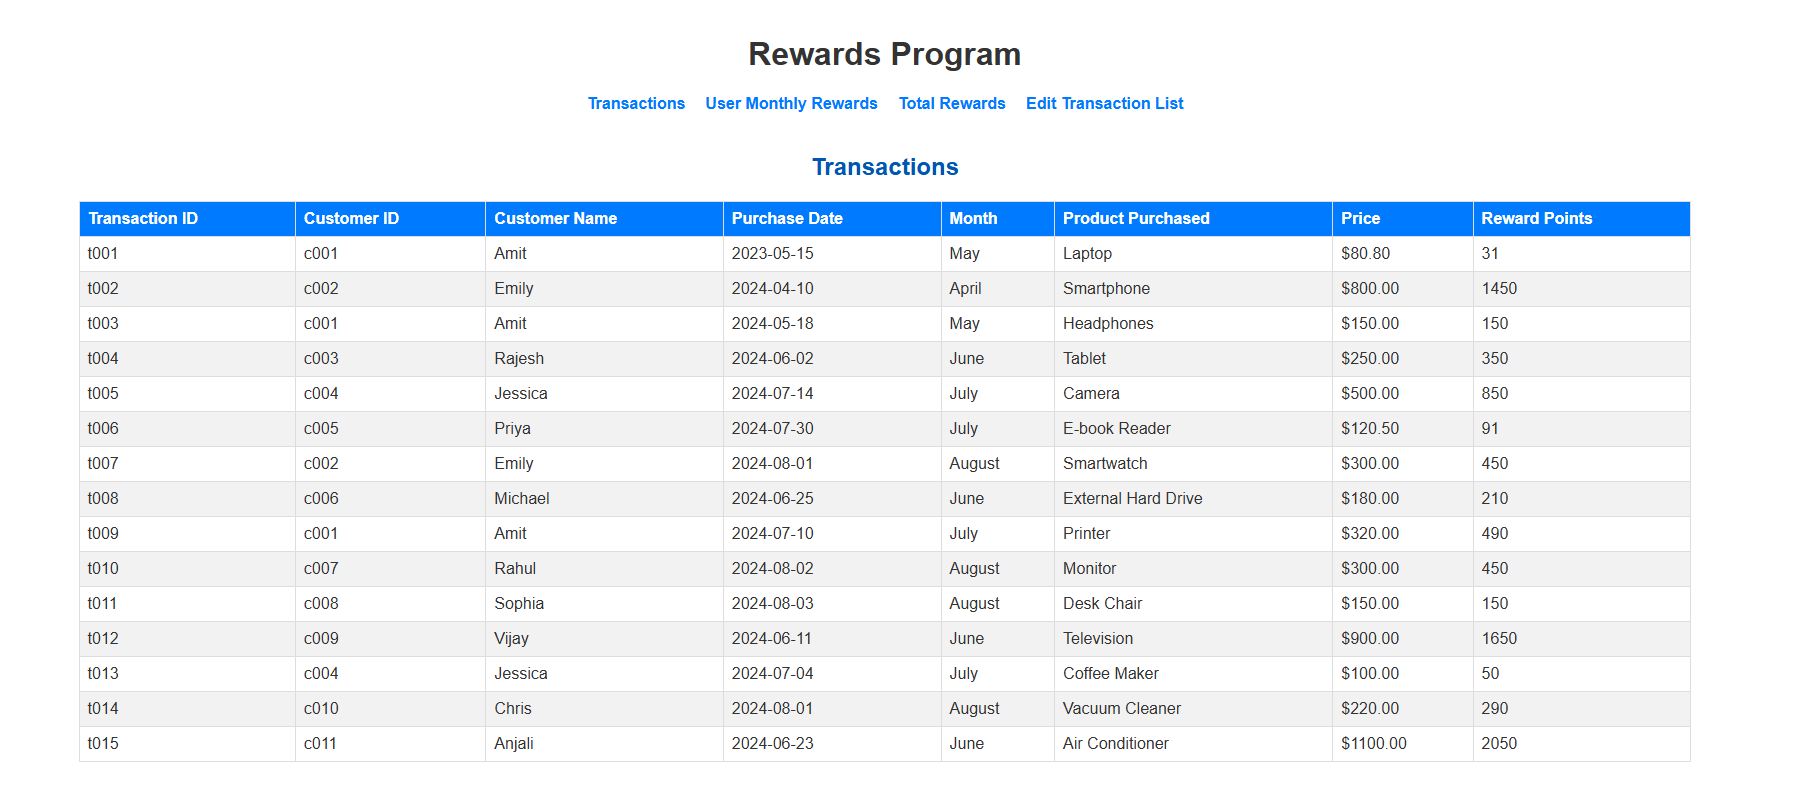 Rewards Program
Transactions User Monthly Rewards Total Rewards Edit Transaction List
Transactions
Transaction ID Customer ID Customer Name Purchase Date Month Product Purchased Price Reward Points
t001 c001 Amit 2023-05-15 May Laptop $80.80 31
t002 c002 Emily 2024-04-10 April Smartphone $800.00 1450
t003 c001 Amit 2024-05-18 May Headphones $150.00 150
t004 c003 Rajesh 2024-06-02 June Tablet $250.00 350
t005 c004 Jessica 2024-07-14 July Camera $500.00 850
t006 c005 Priya 2024-07-30 July E-book Reader $120.50 91
t007 c002 Emily 2024-08-01 August Smartwatch $300.00 450
t008 c006 Michael 2024-06-25 June External Hard Drive $180.00 210
t009 c001 Amit 2024-07-10 July Printer $320.00 490
t010 c007 Rahul 2024-08-02 August Monitor $300.00 450
t011 c008 Sophia 2024-08-03 August Desk Chair $150.00 150
t012 c009 Vijay 2024-06-11 June Television $900.00 1650
t013 c004 Jessica 2024-07-04 July Coffee Maker $100.00 50
t014 c010 Chris 2024-08-01 August Vacuum Cleaner $220.00 290
t015 c011 Anjali 2024-06-23 June Air Conditioner $1100.00 2050